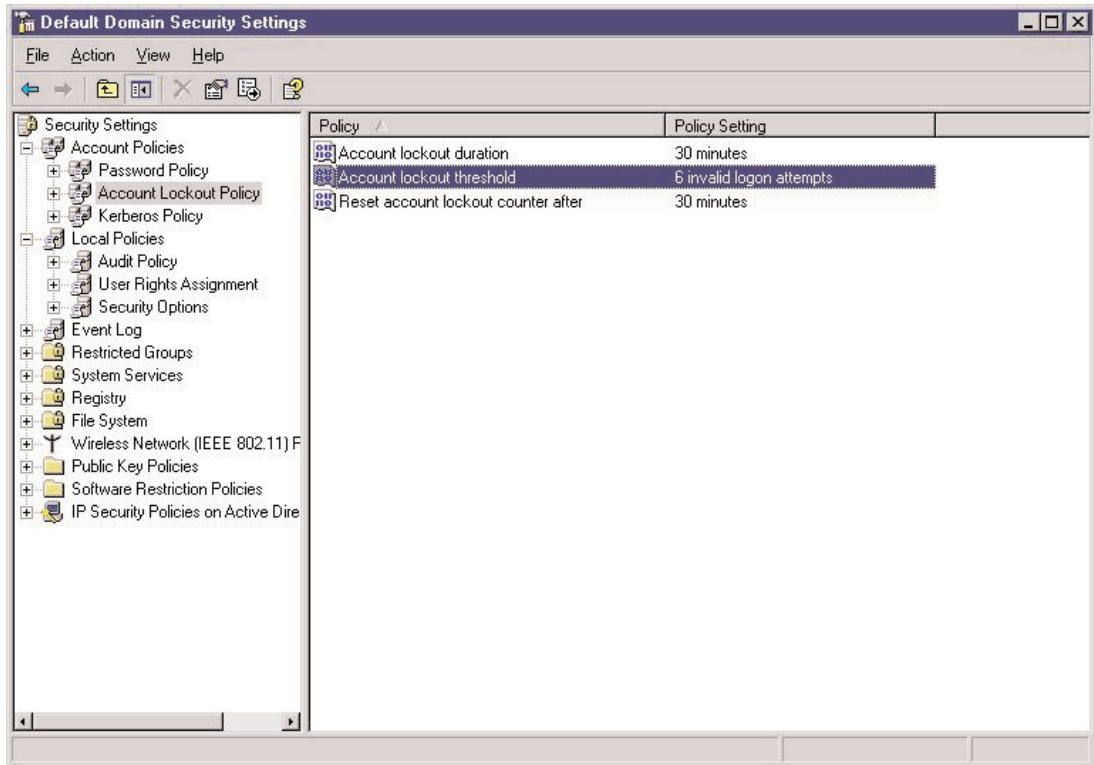 Default Domain Security Settings
File Action View Help
Security Settings
Account Policies
Password Policy
Account Lockout Policy
Kerberos Policy
Local Policies
Audit Policy
User Rights Assignment
Security Options
Event Log
Restricted Groups
System Services
Registry
File System
Wireless Network (IEEE 802.11) F
Public Key Policies
Software Restriction Policies
IP Security Policies on Active Dire
Policy Policy Setting
Account lockout duration 30 minutes
Account lockout threshold 6 invalid logon attempts
Reset account lockout counter after 30 minutes